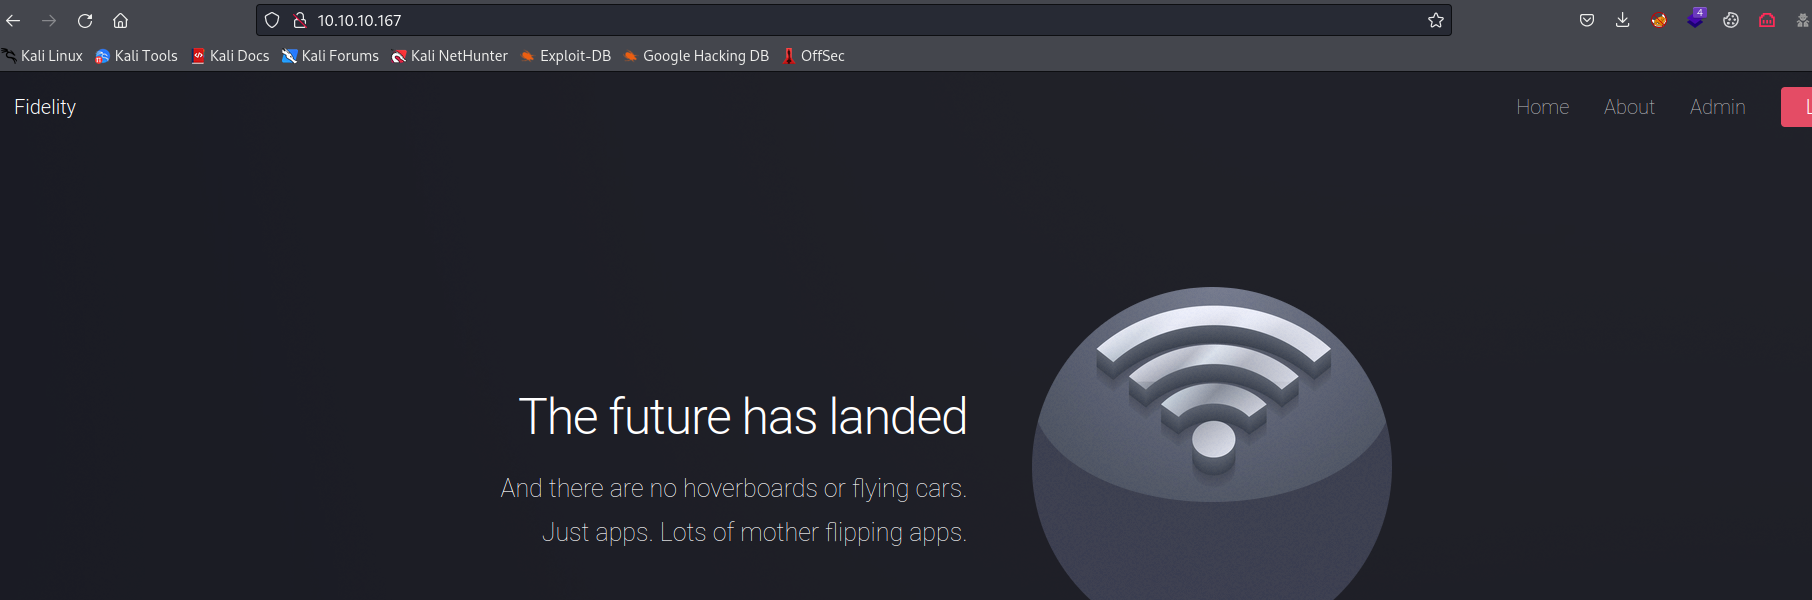 10.10.10.167
4
Kali Linux Kali Tools Kali Docs Kali Forums Kali NetHunter Exploit-DB Google Hacking DB OffSec
Fidelity Home About Admin L
The future has landed
And there are no hoverboards or flying cars.
Just apps. Lots of mother flipping apps.